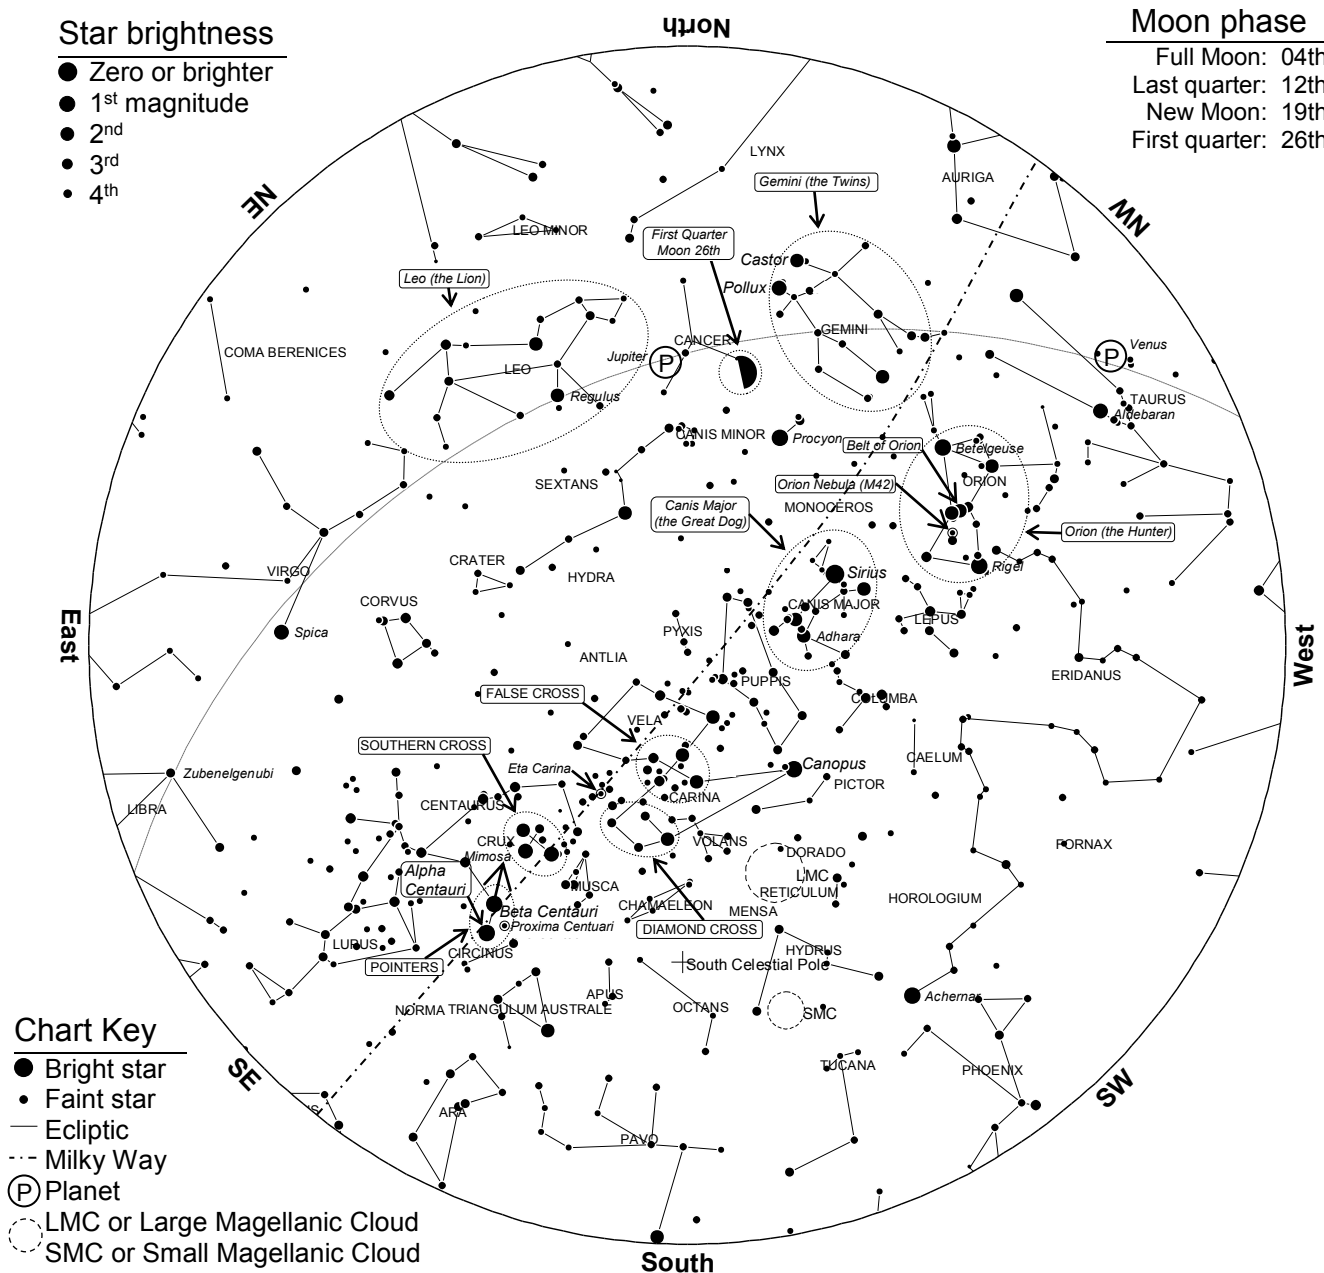 Star brightness
Zero or brighter
1st magnitude
2nd
3rd
4th
North
Moon phase
Full Moon: 04th
Last quarter: 12th
New Moon: 19th
First quarter: 26th
NE
NW
LYNX
Gemini (the Twins)
AURIGA
LEO MINOR
First Quarter
Moon 26th
Castor
Leo (the Lion)
Pollux
GEMINI
CANCER
COMA BERENICES
Jupiter
P
P
Venus
LEO
Regulus
TAURUS
Aldebaran
CANIS MINOR
Procyon
Belt of Orion
Betelgeuse
SEXTANS
Orion Nebula (M42)
ORION
Canis Major
(the Great Dog)
MONOCEROS
Orion (the Hunter)
CRATER
HYDRA
Sirius
Rigel
VIRGO
CORVUS
CANIS MAJOR
LEPUS
East
Spica
PYXIS
Adhara
West
ANTLIA
PUPPIS
ERIDANUS
FALSE CROSS
COLUMBA
VELA
SOUTHERN CROSS
CAELUM
Zubenelgenubi
Eta Carina
Canopus
PICTOR
LIBRA
CENTAURUS
CARINA
CRUX
VOLANS
FORNAX
Mimosa
DORADO
Alpha
Centauri
MUSCA
LMC
RETICULUM
HOROLOGIUM
CHAMAELEON
MENSA
Beta Centauri
Proxima Centuari
DIAMOND CROSS
LUPUS
CIRCINUS
HYDRUS
POINTERS
South Celestial Pole
APUS
Achernar
NORMA
TRIANGULUM AUSTRALE
OCTANS
SMC
Chart Key
Bright star
Faint star
Ecliptic
Milky Way
Planet
LMC or Large Magellanic Cloud
SMC or Small Magellanic Cloud
SE
TUCANA
PHOENIX
SW
ARA
PAVO
South